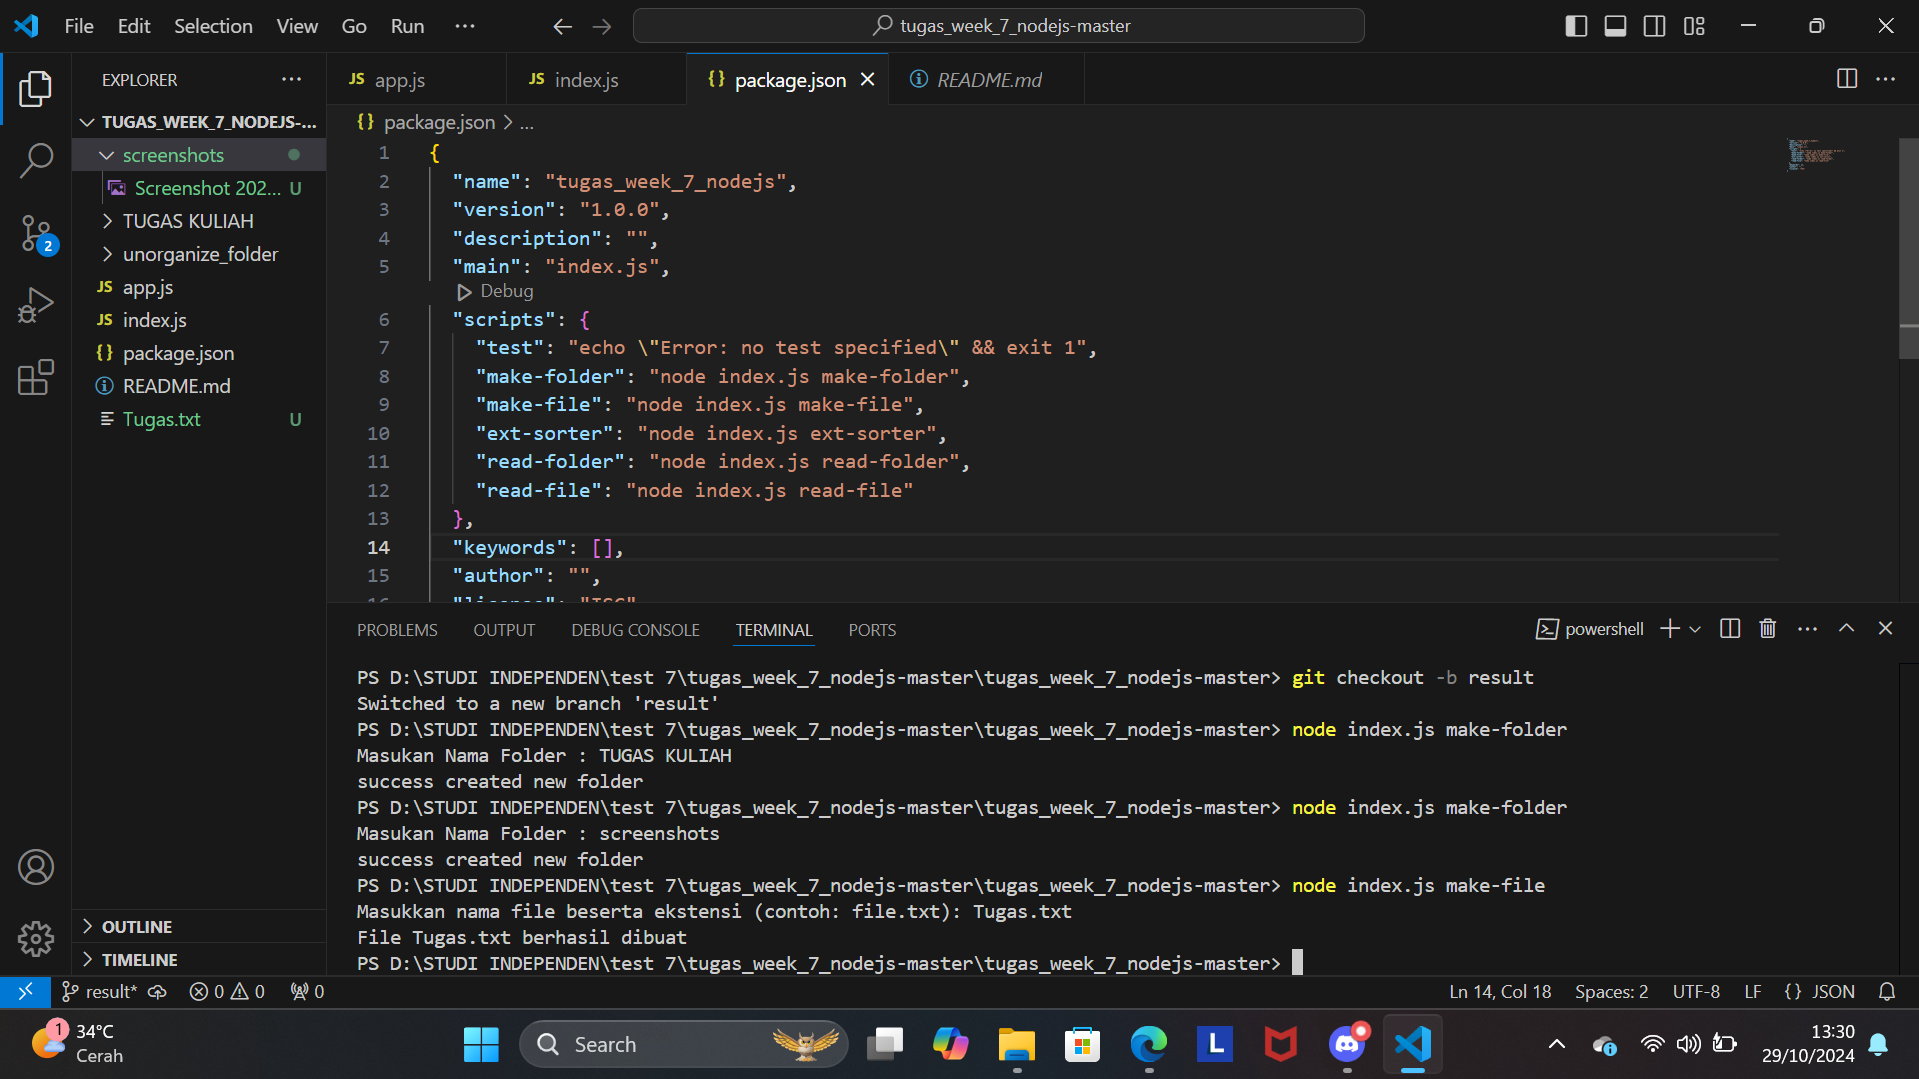 File Edit Selection View Go Run ···
tugas_week_7_nodejs-master
EXPLORER ···
TUGAS_WEEK_7_NODEJS-...
screenshots
Screenshot 202... U
TUGAS KULIAH
unorganize_folder
JS app.js
JS index.js
{} package.json
README.md
Tugas.txt U
OUTLINE
TIMELINE
2
JS app.js
JS index.js
{} package.json
README.md
{} package.json > ...
1 {
2 "name": "tugas_week_7_nodejs",
3 "version": "1.0.0",
4 "description": "",
5 "main": "index.js",
Debug
6 "scripts": {
7 "test": "echo \"Error: no test specified\" && exit 1",
8 "make-folder": "node index.js make-folder",
9 "make-file": "node index.js make-file",
10 "ext-sorter": "node index.js ext-sorter",
11 "read-folder": "node index.js read-folder",
12 "read-file": "node index.js read-file"
13 },
14 "keywords": [],
15 "author": "",
16 "license": "ISC"
PROBLEMS OUTPUT DEBUG CONSOLE TERMINAL PORTS
powershell
PS D:\STUDI INDEPENDEN\test 7\tugas_week_7_nodejs-master\tugas_week_7_nodejs-master> git checkout -b result
Switched to a new branch 'result'
PS D:\STUDI INDEPENDEN\test 7\tugas_week_7_nodejs-master\tugas_week_7_nodejs-master> node index.js make-folder
Masukan Nama Folder : TUGAS KULIAH
success created new folder
PS D:\STUDI INDEPENDEN\test 7\tugas_week_7_nodejs-master\tugas_week_7_nodejs-master> node index.js make-folder
Masukan Nama Folder : screenshots
success created new folder
PS D:\STUDI INDEPENDEN\test 7\tugas_week_7_nodejs-master\tugas_week_7_nodejs-master> node index.js make-file
Masukkan nama file beserta ekstensi (contoh: file.txt): Tugas.txt
File Tugas.txt berhasil dibuat
PS D:\STUDI INDEPENDEN\test 7\tugas_week_7_nodejs-master\tugas_week_7_nodejs-master>
result* 0 0 0
Ln 14, Col 18 Spaces: 2 UTF-8 LF {} JSON
1
34°C
Cerah
Search
L
13:30
29/10/2024